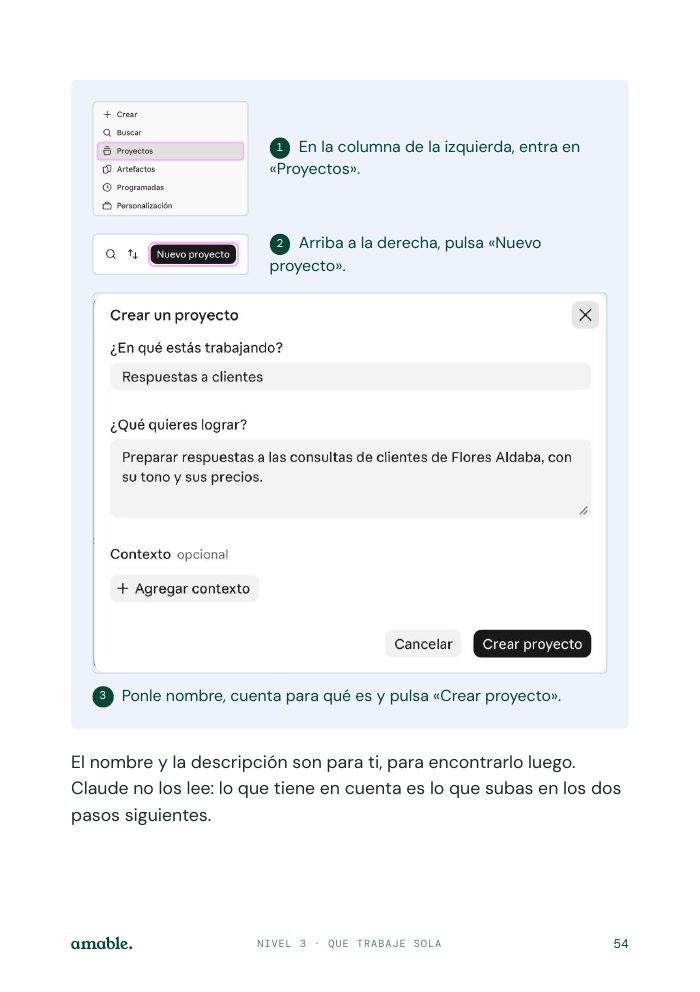 Crear
Buscar
Proyectos
Artefactos
Programadas
Personalización
1 En la columna de la izquierda, entra en
«Proyectos».
Nuevo proyecto
2 Arriba a la derecha, pulsa «Nuevo
proyecto».
Crear un proyecto
¿En qué estás trabajando?
Respuestas a clientes
¿Qué quieres lograr?
Preparar respuestas a las consultas de clientes de Flores Aldaba, con
su tono y sus precios.
Contexto opcional
+ Agregar contexto
Cancelar Crear proyecto
3 Ponle nombre, cuenta para qué es y pulsa «Crear proyecto».
El nombre y la descripción son para ti, para encontrarlo luego.
Claude no los lee: lo que tiene en cuenta es lo que subas en los dos
pasos siguientes.
amable. NIVEL 3 · QUE TRABAJE SOLA 54